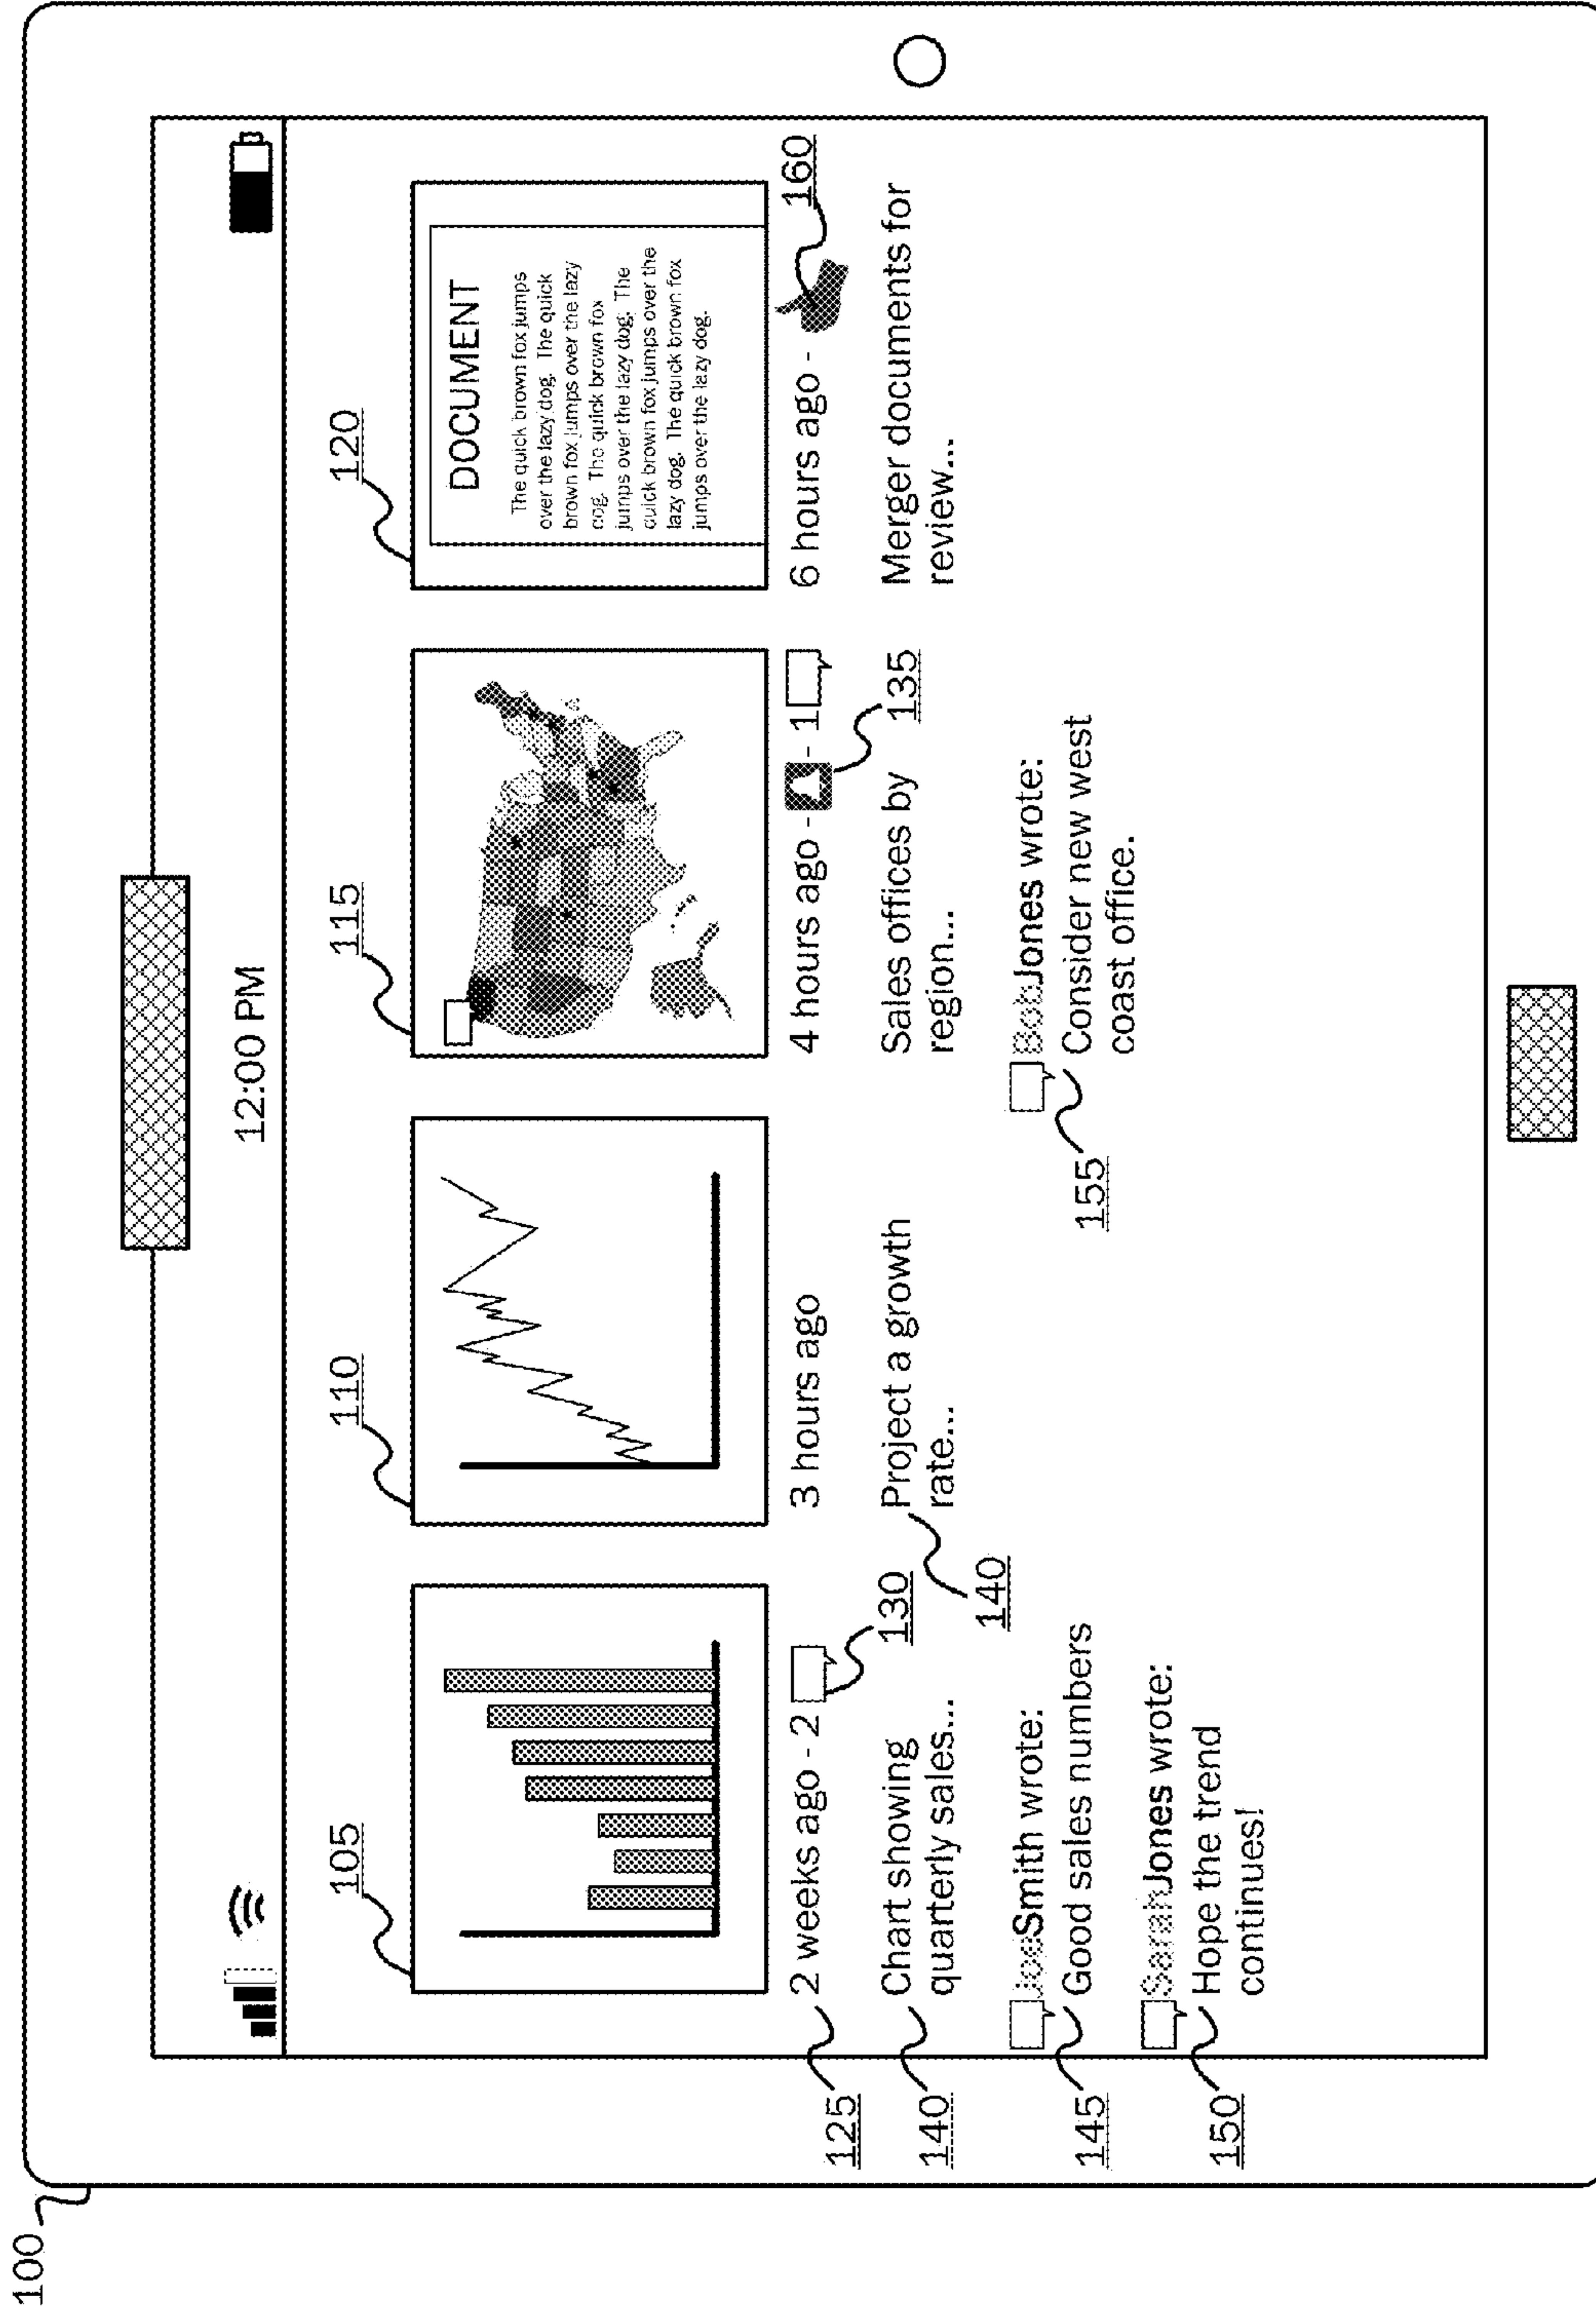 100
12:00 PM
105
110
115
120
DOCUMENT
The quick brown fox jumps
over the lazy dog. The quick
brown fox jumps over the lazy
dog. The quick brown fox
jumps over the lazy dog. The
quick brown fox jumps over the
lazy dog. The quick brown fox
jumps over the lazy dog.
125
2 weeks ago - 2
130
140
Chart showing
quarterly sales...
145
Joe Smith wrote:
Good sales numbers
150
Sarah Jones wrote:
Hope the trend
continues!
3 hours ago
140
Project a growth
rate...
4 hours ago - - 1
135
Sales offices by
region...
155
Bob Jones wrote:
Consider new west
coast office.
6 hours ago -
160
Merger documents for
review...